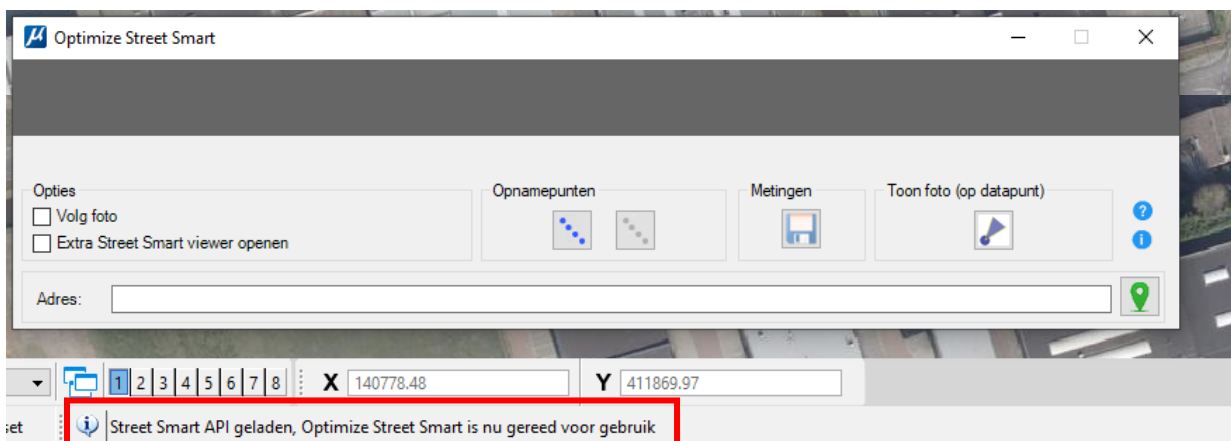 Optimize Street Smart
Opties
Volg foto
Extra Street Smart viewer openen
Opnamepunten
Metingen
Toon foto (op datapunt)
Adres:
1 2 3 4 5 6 7 8
X 140778.48
Y 411869.97
set
Street Smart API geladen, Optimize Street Smart is nu gereed voor gebruik